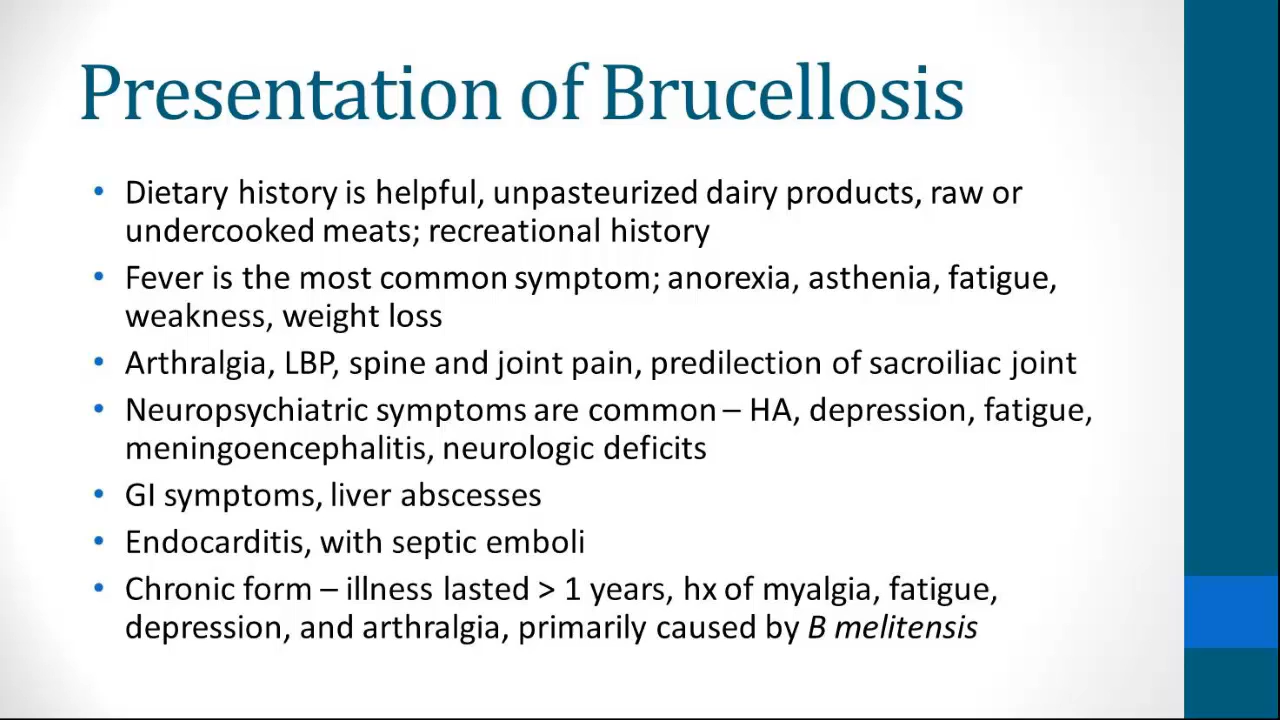 Presentation of Brucellosis
• Dietary history is helpful, unpasteurized dairy products, raw or
undercooked meats; recreational history
• Fever is the most common symptom; anorexia, asthenia, fatigue,
weakness, weight loss
• Arthralgia, LBP, spine and joint pain, predilection of sacroiliac joint
• Neuropsychiatric symptoms are common – HA, depression, fatigue,
meningoencephalitis, neurologic deficits
• GI symptoms, liver abscesses
• Endocarditis, with septic emboli
• Chronic form – illness lasted > 1 years, hx of myalgia, fatigue,
depression, and arthralgia, primarily caused by B melitensis